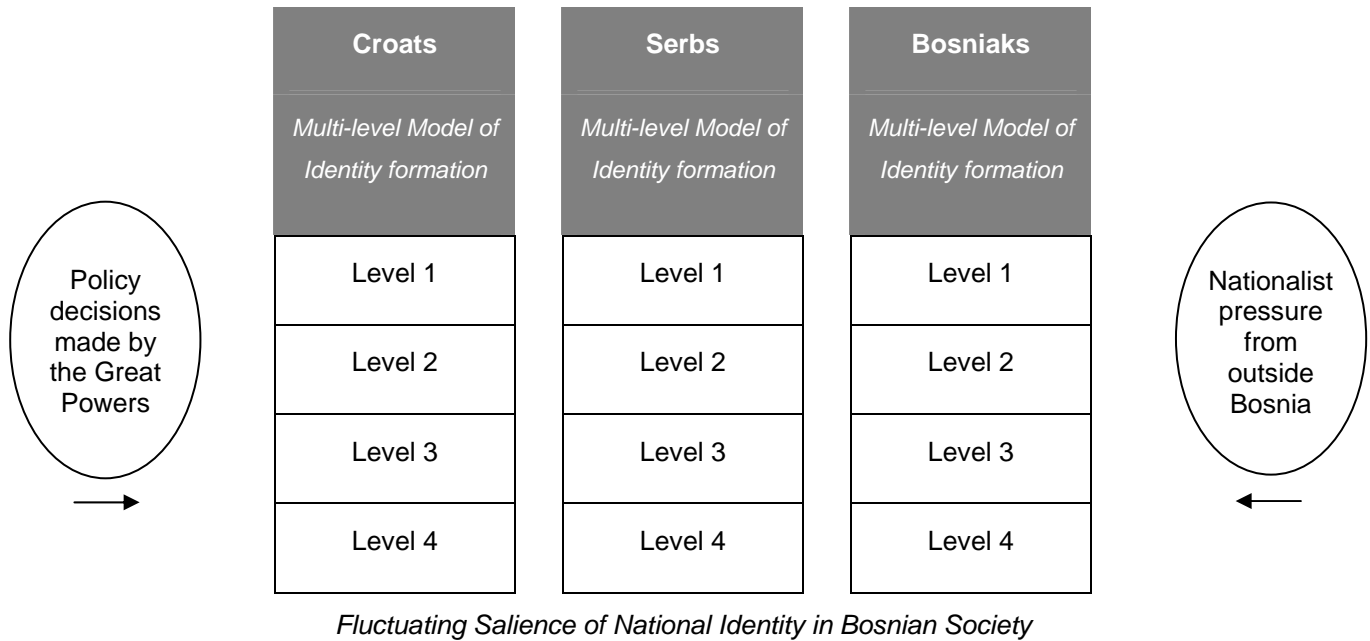 Croats
Multi-level Model of
Identity formation
Level 1
Level 2
Level 3
Level 4
Serbs
Multi-level Model of
Identity formation
Level 1
Level 2
Level 3
Level 4
Bosniaks
Multi-level Model of
Identity formation
Level 1
Level 2
Level 3
Level 4
Policy
decisions
made by
the Great
Powers
Nationalist
pressure
from
outside
Bosnia
Fluctuating Salience of National Identity in Bosnian Society